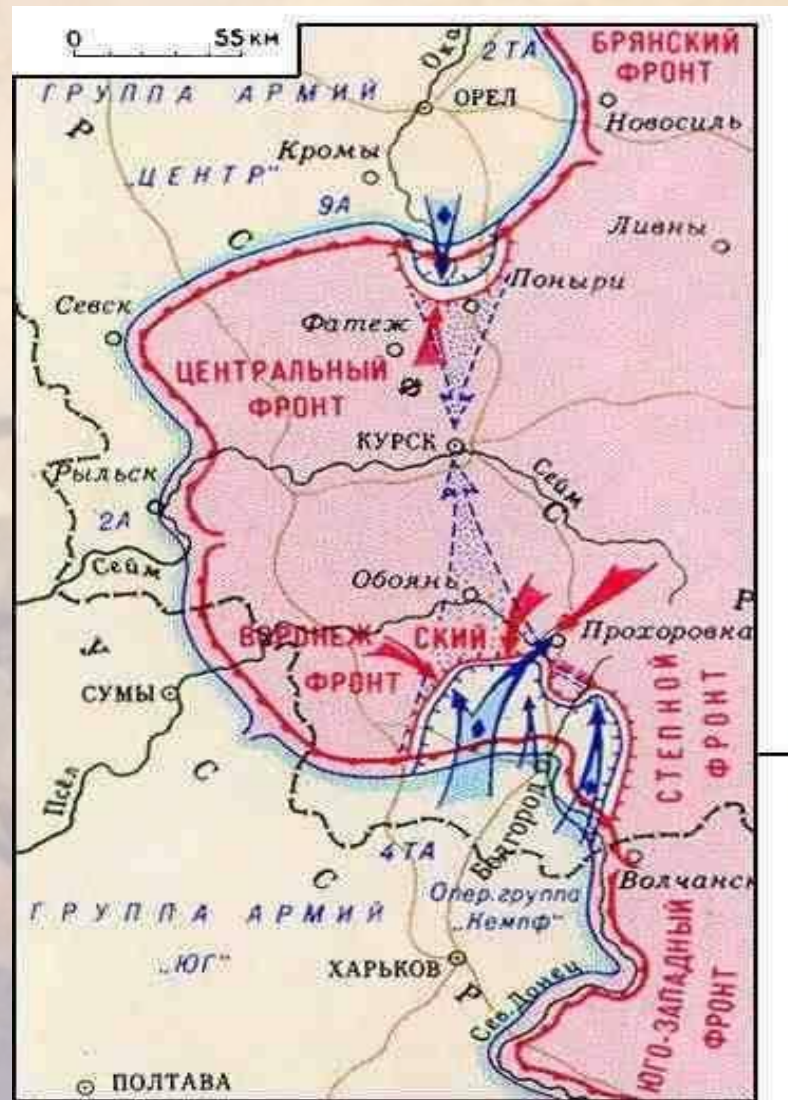 0 55 КМ
2 ТА
БРЯНСКИЙ
ФРОНТ
Ока
ГРУППА АРМИЙ
ОРЕЛ
Новосиль
Р
Кромы
„ЦЕНТР"
9А
Ливны
С
Поныри
Севск
Фатеж
ЦЕНТРАЛЬНЫЙ
ФРОНТ
Ф
КУРСК
Сейм
Рыльск
С
2А
Сейм
Обоянь
Р
ВОРОНЕЖ СКИЙ
ФРОНТ
Прохоровка
СУМЫ
СТЕПНОЙ
ФРОНТ
С
Псёл
Белгород
4 ТА
Волчанск
С
Опер. группа
„Кемпф"
ГРУППА АРМИЙ
„ЮГ"
ХАРЬКОВ
Р
Сев. Донец
ЮГО-ЗАПАДНЫЙ
ФРОНТ
ПОЛТАВА